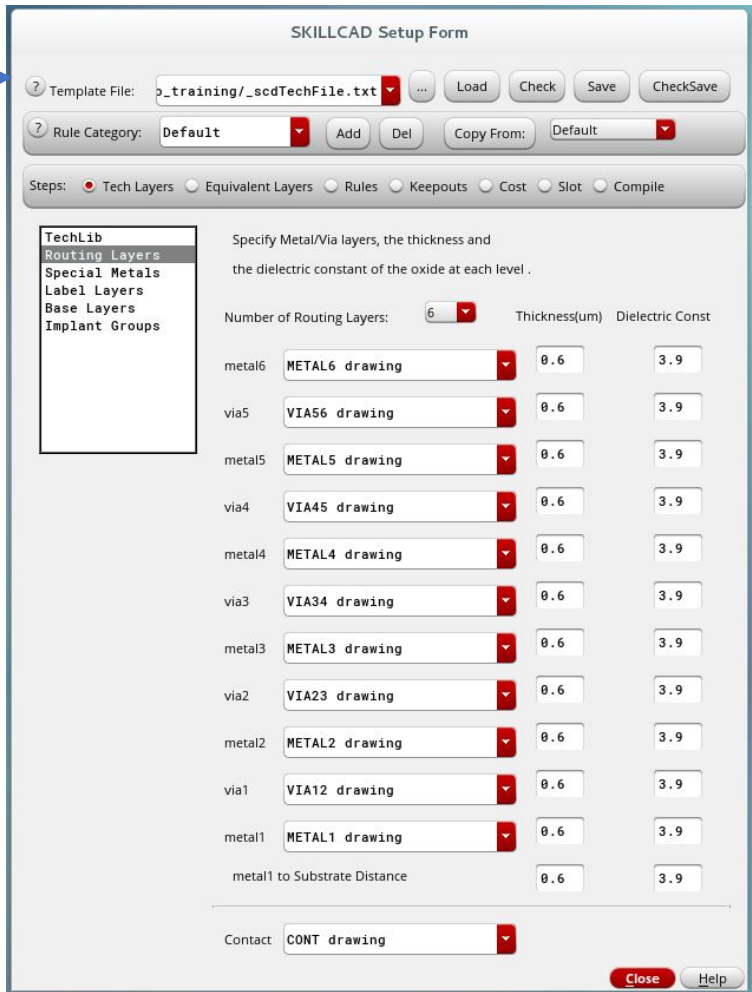 SKILLCAD Setup Form
? Template File: o_training/_scdTechFile.txt ... Load Check Save CheckSave
? Rule Category: Default Add Del Copy From: Default
Steps: Tech Layers Equivalent Layers Rules Keepouts Cost Slot Compile
TechLib
Routing Layers
Special Metals
Label Layers
Base Layers
Implant Groups
Specify Metal/Via layers, the thickness and
the dielectric constant of the oxide at each level .
Number of Routing Layers: 6 Thickness(um) Dielectric Const
metal6 METAL6 drawing 0.6 3.9
via5 VIA56 drawing 0.6 3.9
metal5 METAL5 drawing 0.6 3.9
via4 VIA45 drawing 0.6 3.9
metal4 METAL4 drawing 0.6 3.9
via3 VIA34 drawing 0.6 3.9
metal3 METAL3 drawing 0.6 3.9
via2 VIA23 drawing 0.6 3.9
metal2 METAL2 drawing 0.6 3.9
via1 VIA12 drawing 0.6 3.9
metal1 METAL1 drawing 0.6 3.9
metal1 to Substrate Distance 0.6 3.9
Contact CONT drawing
Close Help